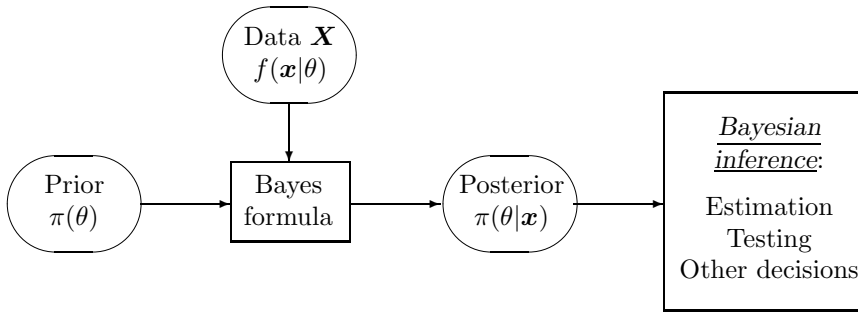 Data X
f(x|θ)
Prior
π(θ)
Bayes
formula
Posterior
π(θ|x)
Bayesian
inference:
Estimation
Testing
Other decisions